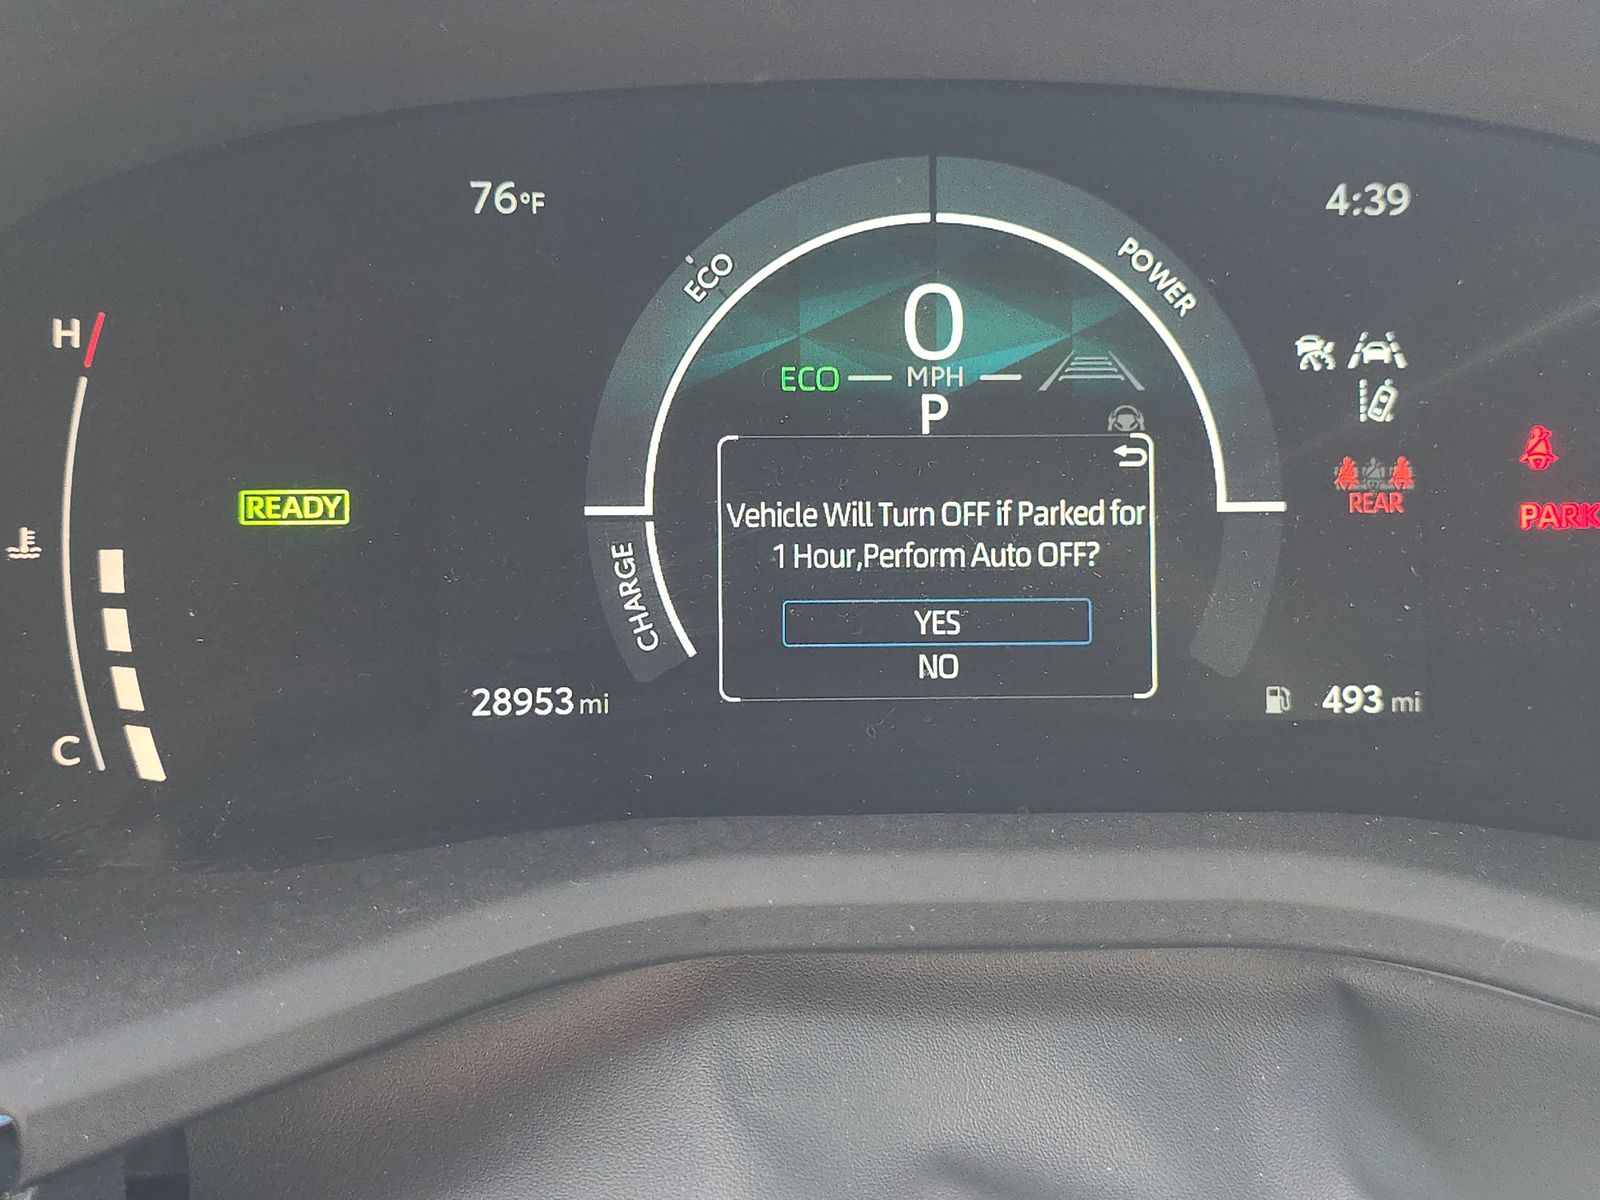 76°F
4:39
ECO
POWER
H
0
ECO
MPH
P
READY
Vehicle Will Turn OFF if Parked for
1 Hour,Perform Auto OFF?
YES
NO
REAR
PARK
CHARGE
C
28953 mi
493 mi